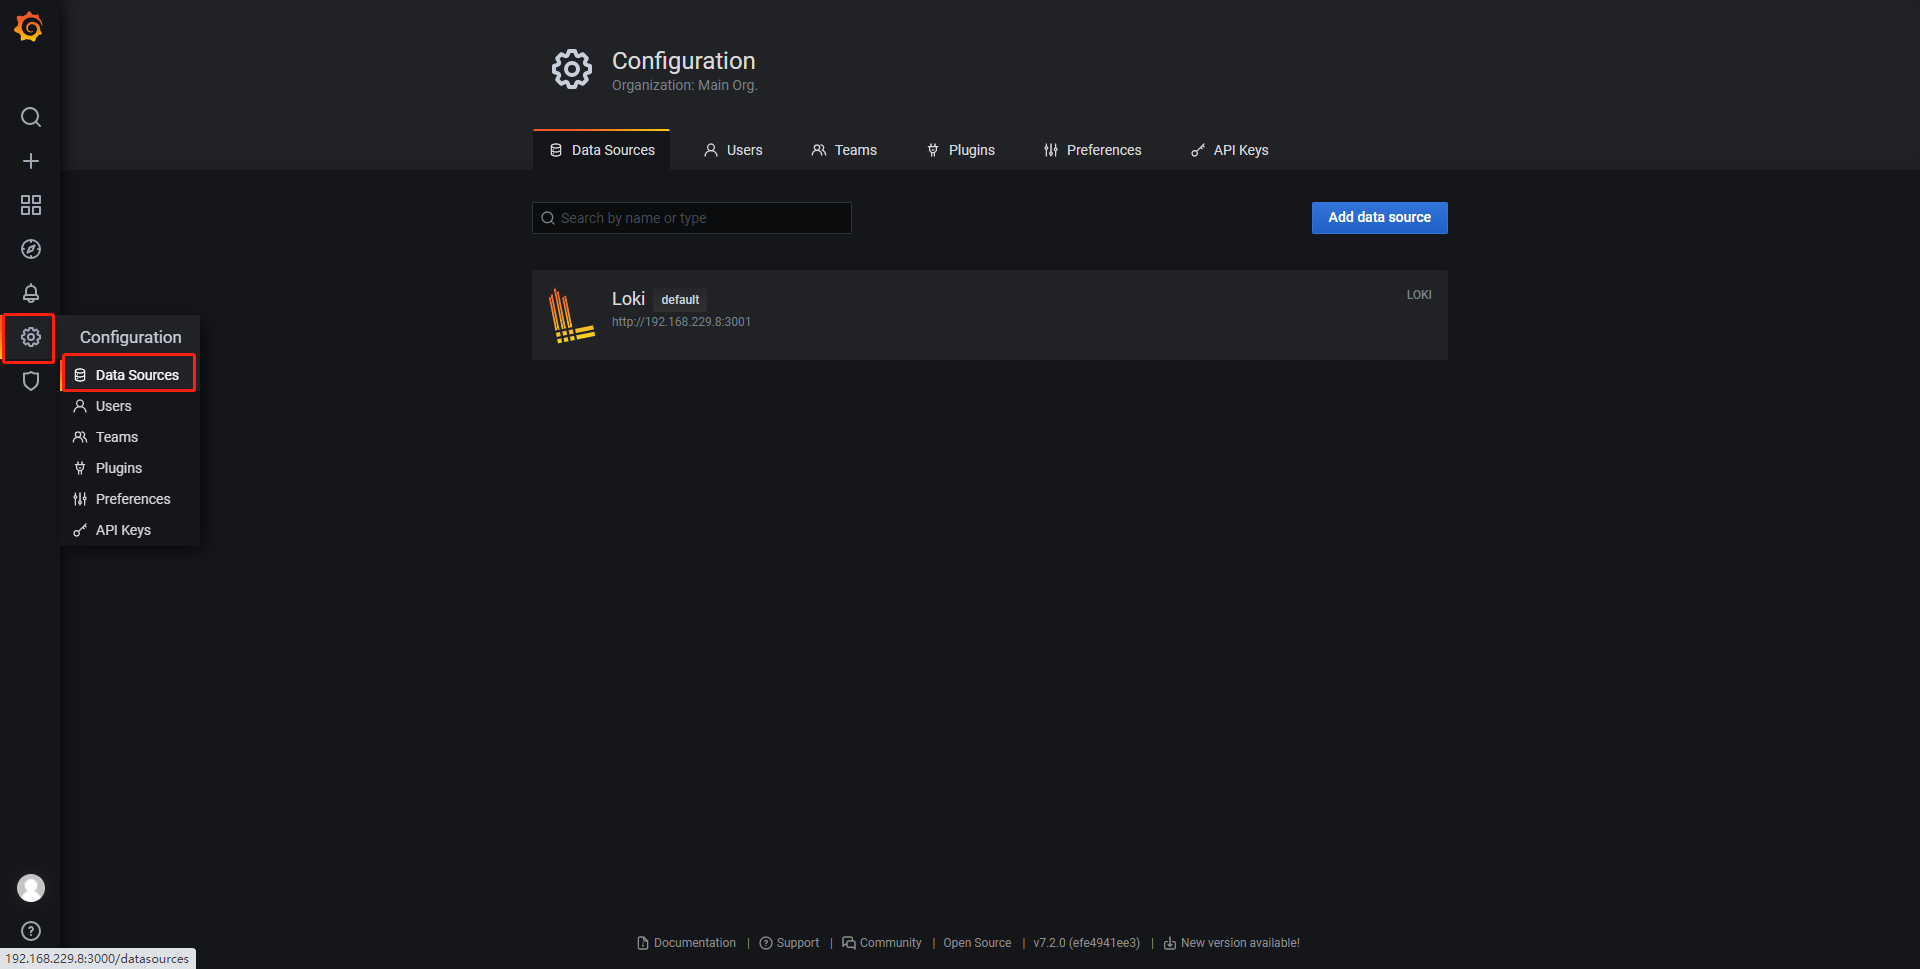 Configuration
Organization: Main Org.
Data Sources
Users
Teams
Plugins
Preferences
API Keys
Search by name or type
Add data source
Loki default
LOKI
http://192.168.229.8:3001
Configuration
Data Sources
Users
Teams
Plugins
Preferences
API Keys
Documentation | Support | Community | Open Source | v7.2.0 (efe4941ee3) | New version available!
192.168.229.8:3000/datasources